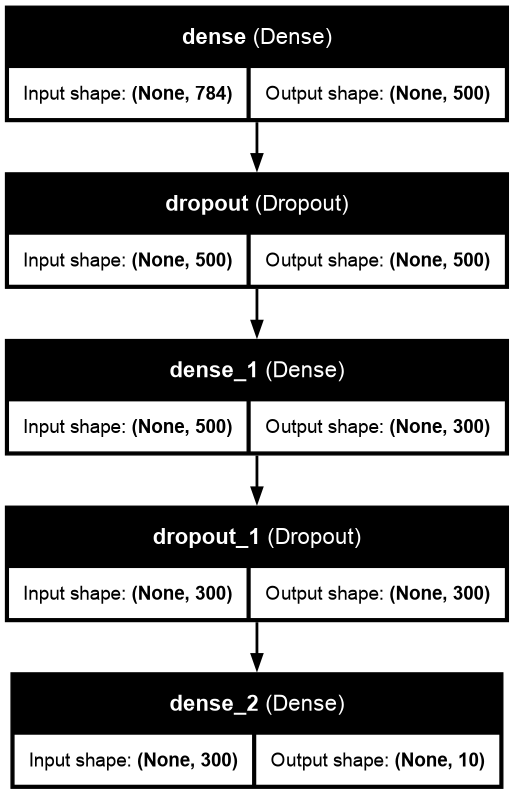 dense (Dense)
Input shape: (None, 784) Output shape: (None, 500)
dropout (Dropout)
Input shape: (None, 500) Output shape: (None, 500)
dense_1 (Dense)
Input shape: (None, 500) Output shape: (None, 300)
dropout_1 (Dropout)
Input shape: (None, 300) Output shape: (None, 300)
dense_2 (Dense)
Input shape: (None, 300) Output shape: (None, 10)